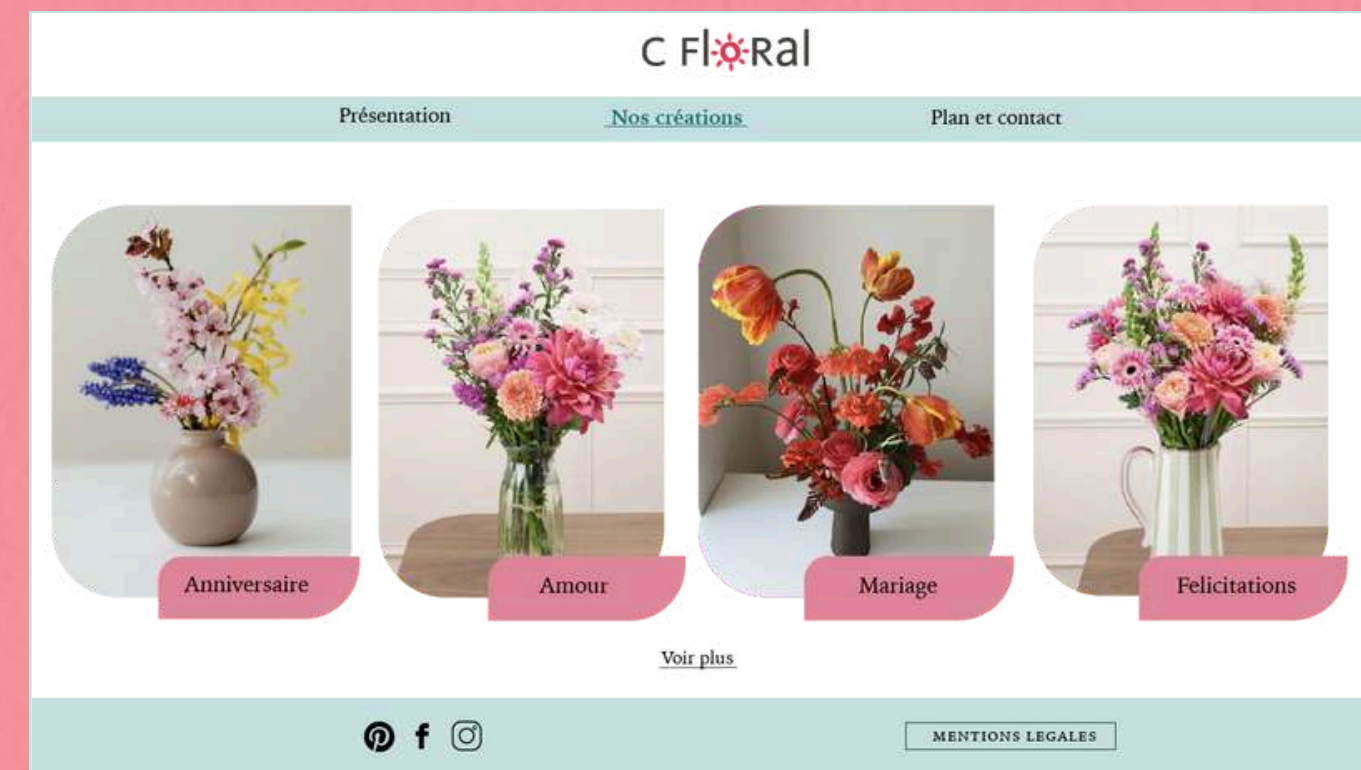 C FloRal
Présentation
Nos créations
Plan et contact
Anniversaire
Amour
Mariage
Felicitations
Voir plus
MENTIONS LEGALES